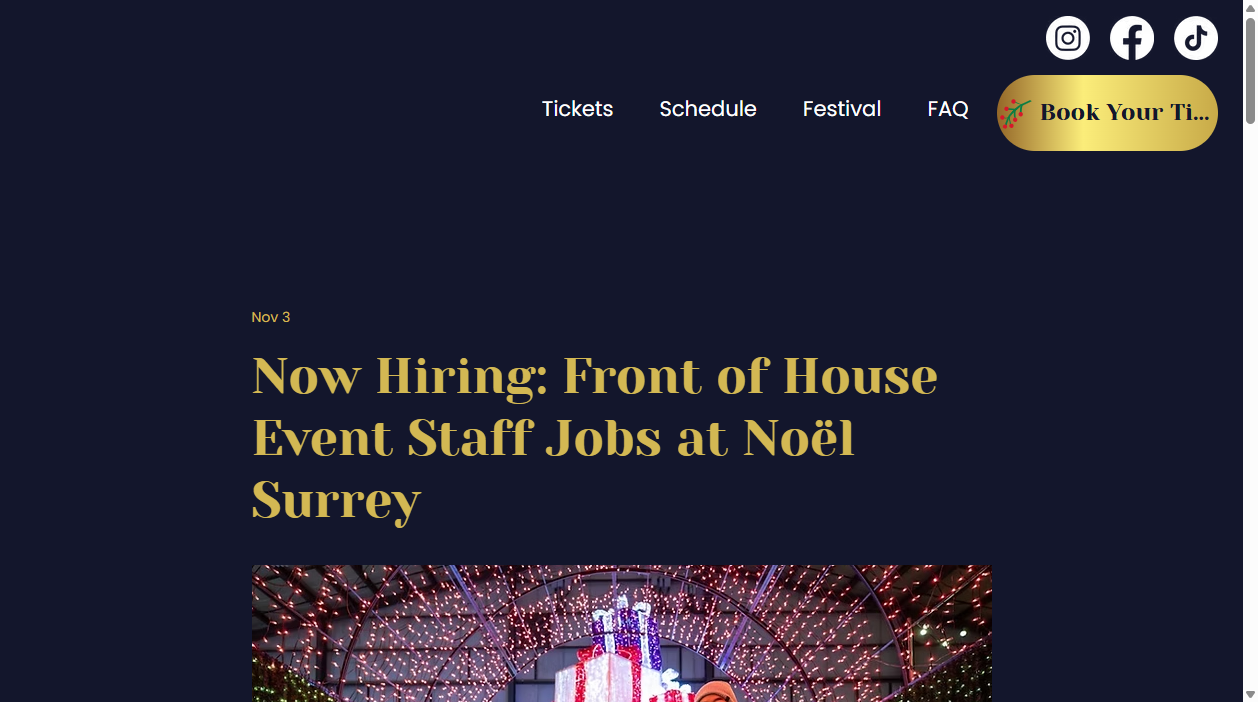 Tickets Schedule Festival FAQ Book Your Ti...
Nov 3
Now Hiring: Front of House
Event Staff Jobs at Noël
Surrey